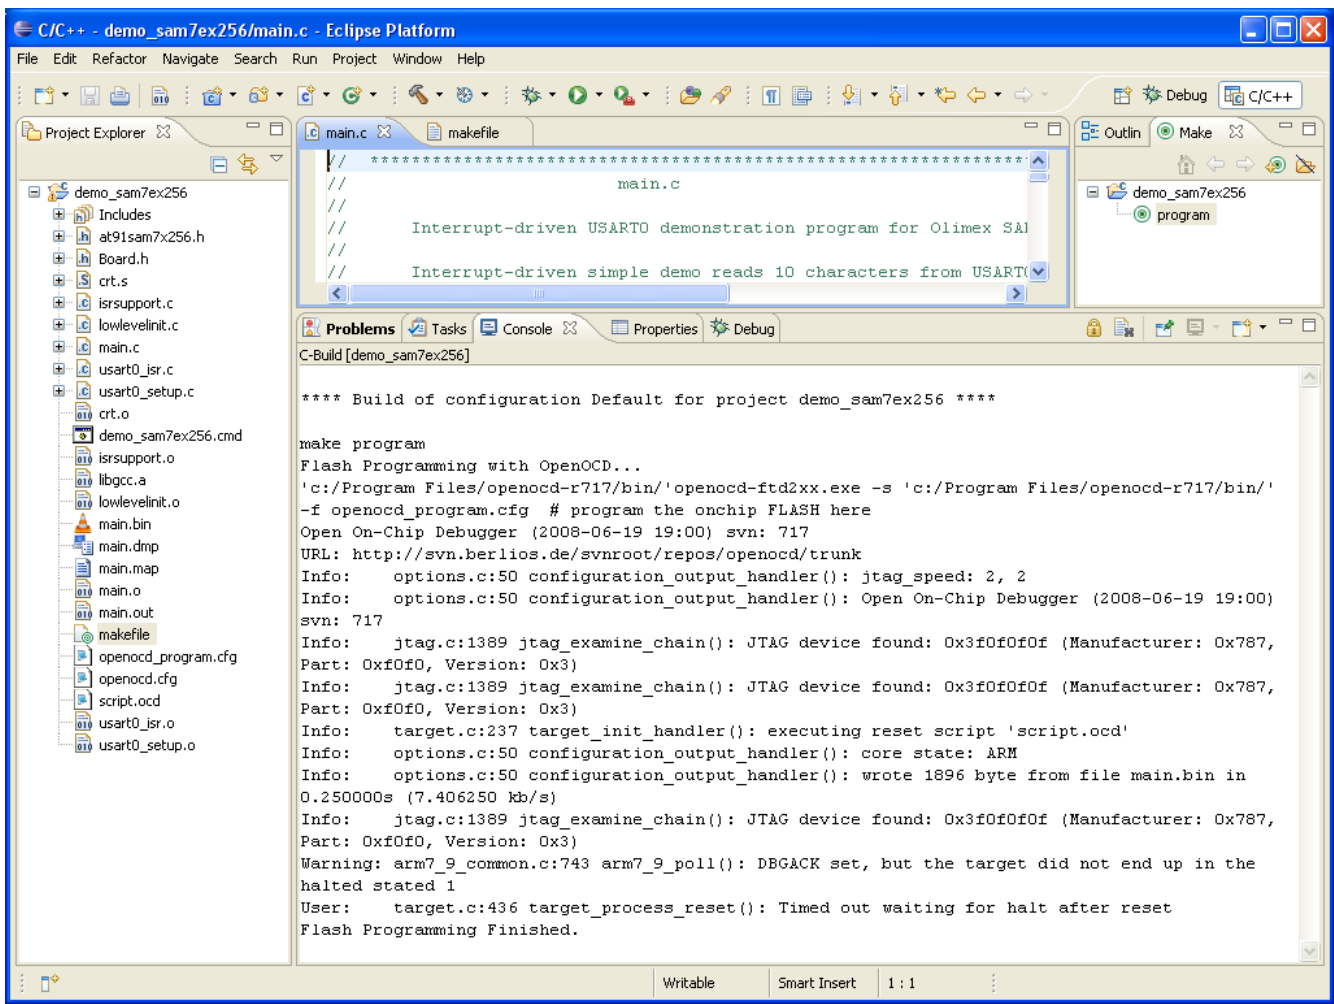 C/C++ - demo_sam7ex256/main.c - Eclipse Platform
File Edit Refactor Navigate Search Run Project Window Help
Debug C/C++
Project Explorer
demo_sam7ex256
Includes
at91sam7x256.h
Board.h
crt.s
isrsupport.c
lowlevelinit.c
main.c
usart0_isr.c
usart0_setup.c
crt.o
demo_sam7ex256.cmd
isrsupport.o
libgcc.a
lowlevelinit.o
main.bin
main.dmp
main.map
main.o
main.out
makefile
openocd_program.cfg
openocd.cfg
script.ocd
usart0_isr.o
usart0_setup.o
main.c makefile
// ***************************************************************
// main.c
//
// Interrupt-driven USART0 demonstration program for Olimex SAM
//
// Interrupt-driven simple demo reads 10 characters from USART0
Outlin Make
demo_sam7ex256
program
Problems Tasks Console Properties Debug
C-Build [demo_sam7ex256]
**** Build of configuration Default for project demo_sam7ex256 ****
make program
Flash Programming with OpenOCD...
'c:/Program Files/openocd-r717/bin/'openocd-ftd2xx.exe -s 'c:/Program Files/openocd-r717/bin/'
-f openocd_program.cfg # program the onchip FLASH here
Open On-Chip Debugger (2008-06-19 19:00) svn: 717
URL: http://svn.berlios.de/svnroot/repos/openocd/trunk
Info: options.c:50 configuration_output_handler(): jtag_speed: 2, 2
Info: options.c:50 configuration_output_handler(): Open On-Chip Debugger (2008-06-19 19:00)
svn: 717
Info: jtag.c:1389 jtag_examine_chain(): JTAG device found: 0x3f0f0f0f (Manufacturer: 0x787,
Part: 0xf0f0, Version: 0x3)
Info: jtag.c:1389 jtag_examine_chain(): JTAG device found: 0x3f0f0f0f (Manufacturer: 0x787,
Part: 0xf0f0, Version: 0x3)
Info: target.c:237 target_init_handler(): executing reset script 'script.ocd'
Info: options.c:50 configuration_output_handler(): core state: ARM
Info: options.c:50 configuration_output_handler(): wrote 1896 byte from file main.bin in
0.250000s (7.406250 kb/s)
Info: jtag.c:1389 jtag_examine_chain(): JTAG device found: 0x3f0f0f0f (Manufacturer: 0x787,
Part: 0xf0f0, Version: 0x3)
Warning: arm7_9_common.c:743 arm7_9_poll(): DBGACK set, but the target did not end up in the
halted stated 1
User: target.c:436 target_process_reset(): Timed out waiting for halt after reset
Flash Programming Finished.
Writable Smart Insert 1 : 1